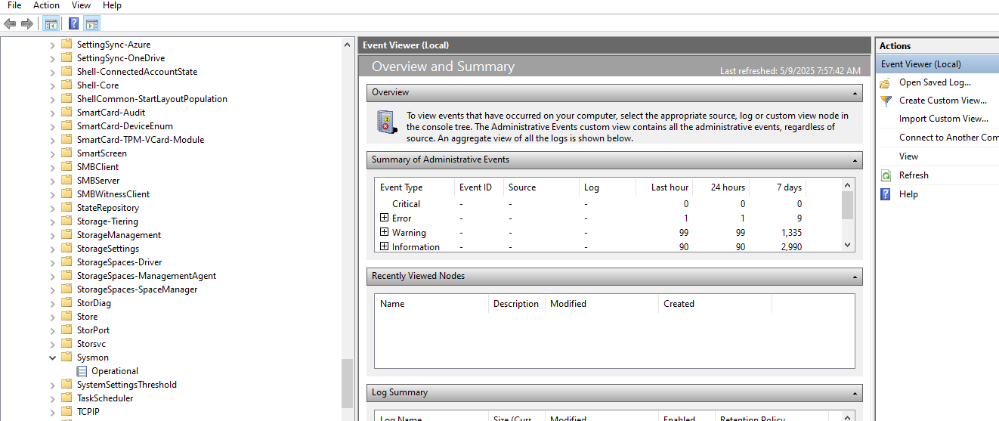 File Action View Help
SettingSync-Azure
SettingSync-OneDrive
Shell-ConnectedAccountState
Shell-Core
ShellCommon-StartLayoutPopulation
SmartCard-Audit
SmartCard-DeviceEnum
SmartCard-TPM-VCard-Module
SmartScreen
SMBClient
SMBServer
SMBWitnessClient
StateRepository
Storage-Tiering
StorageManagement
StorageSettings
StorageSpaces-Driver
StorageSpaces-ManagementAgent
StorageSpaces-SpaceManager
StorDiag
Store
StorPort
Storsvc
Sysmon
Operational
SystemSettingsThreshold
TaskScheduler
TCPIP
Event Viewer (Local)
Overview and Summary
Last refreshed: 5/9/2025 7:57:42 AM
Overview
To view events that have occurred on your computer, select the appropriate source, log or custom view node in
the console tree. The Administrative Events custom view contains all the administrative events, regardless of
source. An aggregate view of all the logs is shown below.
Summary of Administrative Events
Event Type Event ID Source Log Last hour 24 hours 7 days
Critical - - - 0 0 0
Error - - - 1 1 9
Warning - - - 99 99 1,335
Information - - - 90 90 2,990
Recently Viewed Nodes
Name Description Modified Created
Log Summary
Log Name Size (Curr... Modified Enabled Retention Policy
Actions
Event Viewer (Local)
Open Saved Log...
Create Custom View...
Import Custom View...
Connect to Another Com
View
Refresh
Help